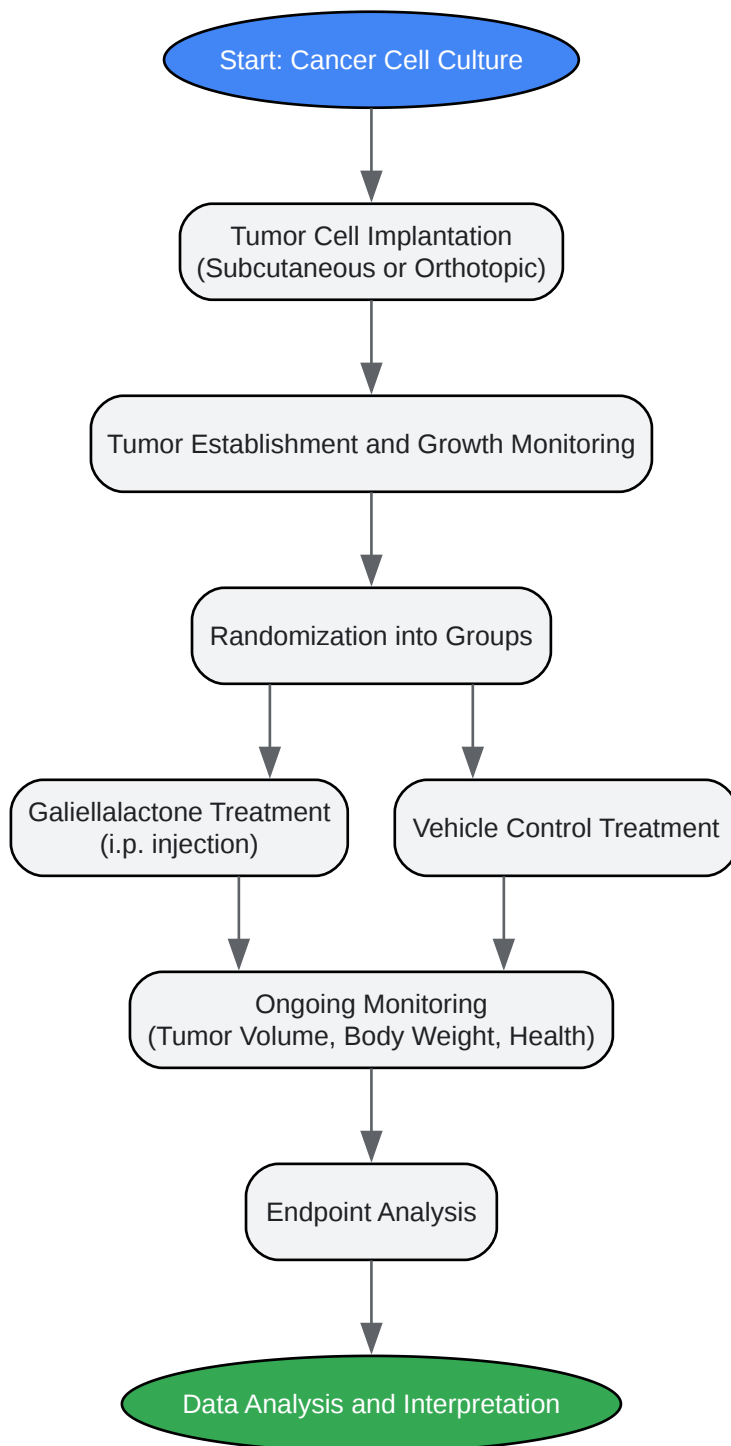 Start: Cancer Cell Culture
Tumor Cell Implantation
(Subcutaneous or Orthotopic)
Tumor Establishment and Growth Monitoring
Randomization into Groups
Galiellalactone Treatment
(i.p. injection)
Vehicle Control Treatment
Ongoing Monitoring
(Tumor Volume, Body Weight, Health)
Endpoint Analysis
Data Analysis and Interpretation